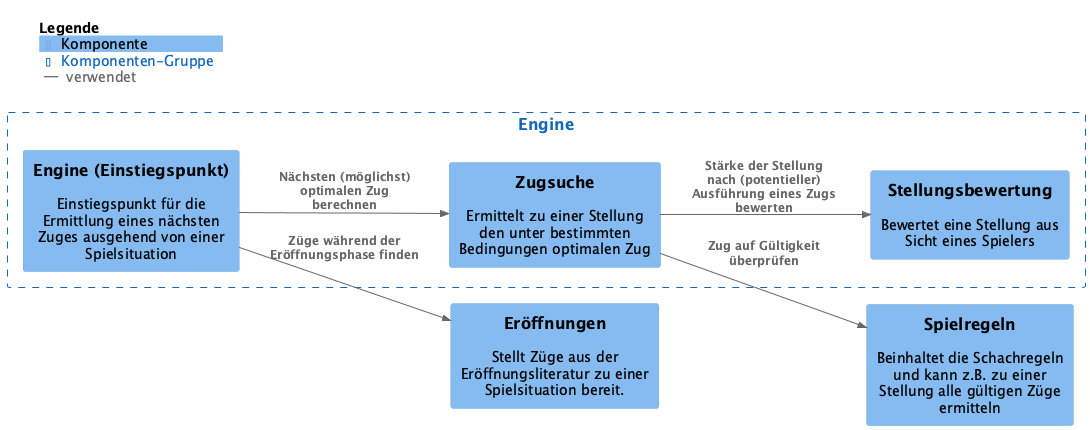 Legende
Komponente
Komponenten-Gruppe
verwendet
Engine
Engine (Einstiegspunkt)
Einstiegspunkt für die
Ermittlung eines nächsten
Zuges ausgehend von einer
Spielsituation
Nächsten (möglichst)
optimalen Zug
berechnen
Züge während der
Eröffnungsphase finden
Zugsuche
Ermittelt zu einer Stellung
den unter bestimmten
Bedingungen optimalen Zug
Stärke der Stellung
nach (potentieller)
Ausführung eines Zugs
bewerten
Zug auf Gültigkeit
überprüfen
Stellungsbewertung
Bewertet eine Stellung aus
Sicht eines Spielers
Eröffnungen
Stellt Züge aus der
Eröffnungsliteratur zu einer
Spielsituation bereit.
Spielregeln
Beinhaltet die Schachregeln
und kann z.B. zu einer
Stellung alle gültigen Züge
ermitteln